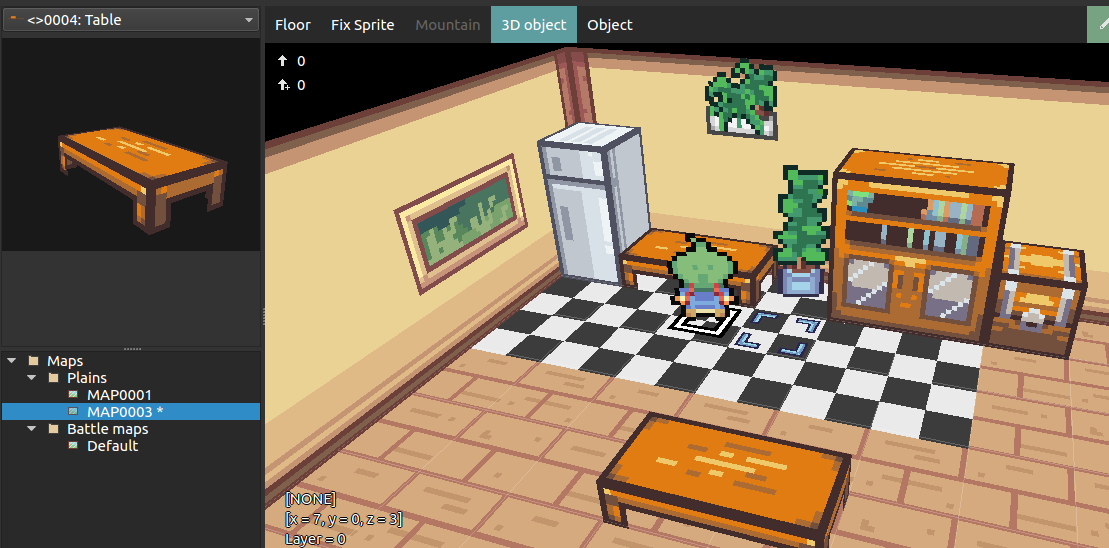 <>0004: Table
Floor
Fix Sprite
Mountain
3D object
Object
0
0
Maps
Plains
MAP0001
MAP0003 *
Battle maps
Default
[NONE]
[x = 7, y = 0, z = 3]
Layer = 0